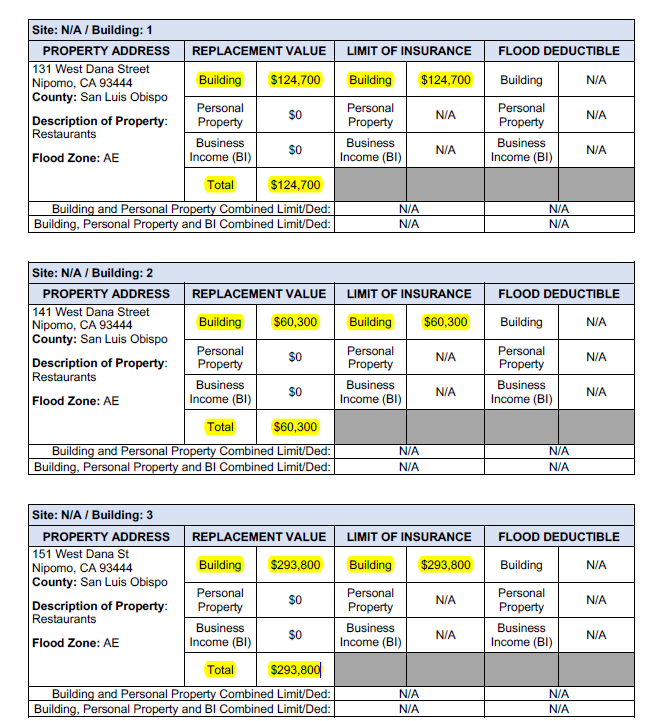 Site: N/A / Building: 1
PROPERTY ADDRESS REPLACEMENT VALUE LIMIT OF INSURANCE FLOOD DEDUCTIBLE
131 West Dana Street
Nipomo, CA 93444
County: San Luis Obispo
Description of Property:
Restaurants
Flood Zone: AE
Building $124,700 Building $124,700 Building N/A
Personal Property $0 Personal Property N/A Personal Property N/A
Business Income (BI) $0 Business Income (BI) N/A Business Income (BI) N/A
Total $124,700
Building and Personal Property Combined Limit/Ded: N/A N/A
Building, Personal Property and BI Combined Limit/Ded: N/A N/A
Site: N/A / Building: 2
PROPERTY ADDRESS REPLACEMENT VALUE LIMIT OF INSURANCE FLOOD DEDUCTIBLE
141 West Dana Street
Nipomo, CA 93444
County: San Luis Obispo
Description of Property:
Restaurants
Flood Zone: AE
Building $60,300 Building $60,300 Building N/A
Personal Property $0 Personal Property N/A Personal Property N/A
Business Income (BI) $0 Business Income (BI) N/A Business Income (BI) N/A
Total $60,300
Building and Personal Property Combined Limit/Ded: N/A N/A
Building, Personal Property and BI Combined Limit/Ded: N/A N/A
Site: N/A / Building: 3
PROPERTY ADDRESS REPLACEMENT VALUE LIMIT OF INSURANCE FLOOD DEDUCTIBLE
151 West Dana St
Nipomo, CA 93444
County: San Luis Obispo
Description of Property:
Restaurants
Flood Zone: AE
Building $293,800 Building $293,800 Building N/A
Personal Property $0 Personal Property N/A Personal Property N/A
Business Income (BI) $0 Business Income (BI) N/A Business Income (BI) N/A
Total $293,800
Building and Personal Property Combined Limit/Ded: N/A N/A
Building, Personal Property and BI Combined Limit/Ded: N/A N/A